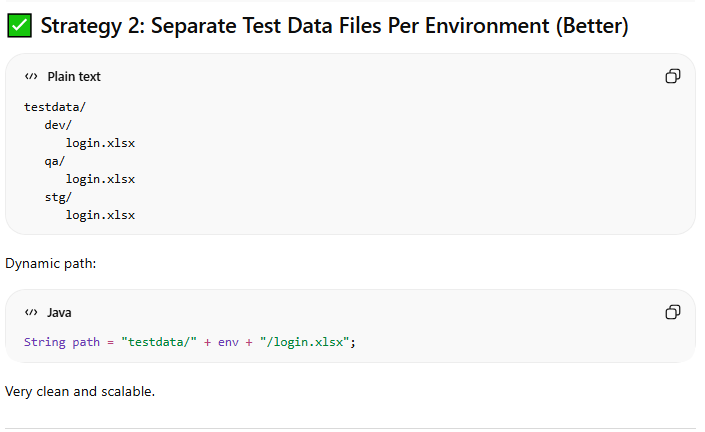 ✅ Strategy 2: Separate Test Data Files Per Environment (Better)
</> Plain text
testdata/
   dev/
      login.xlsx
   qa/
      login.xlsx
   stg/
      login.xlsx
Dynamic path:
</> Java
String path = "testdata/" + env + "/login.xlsx";
Very clean and scalable.